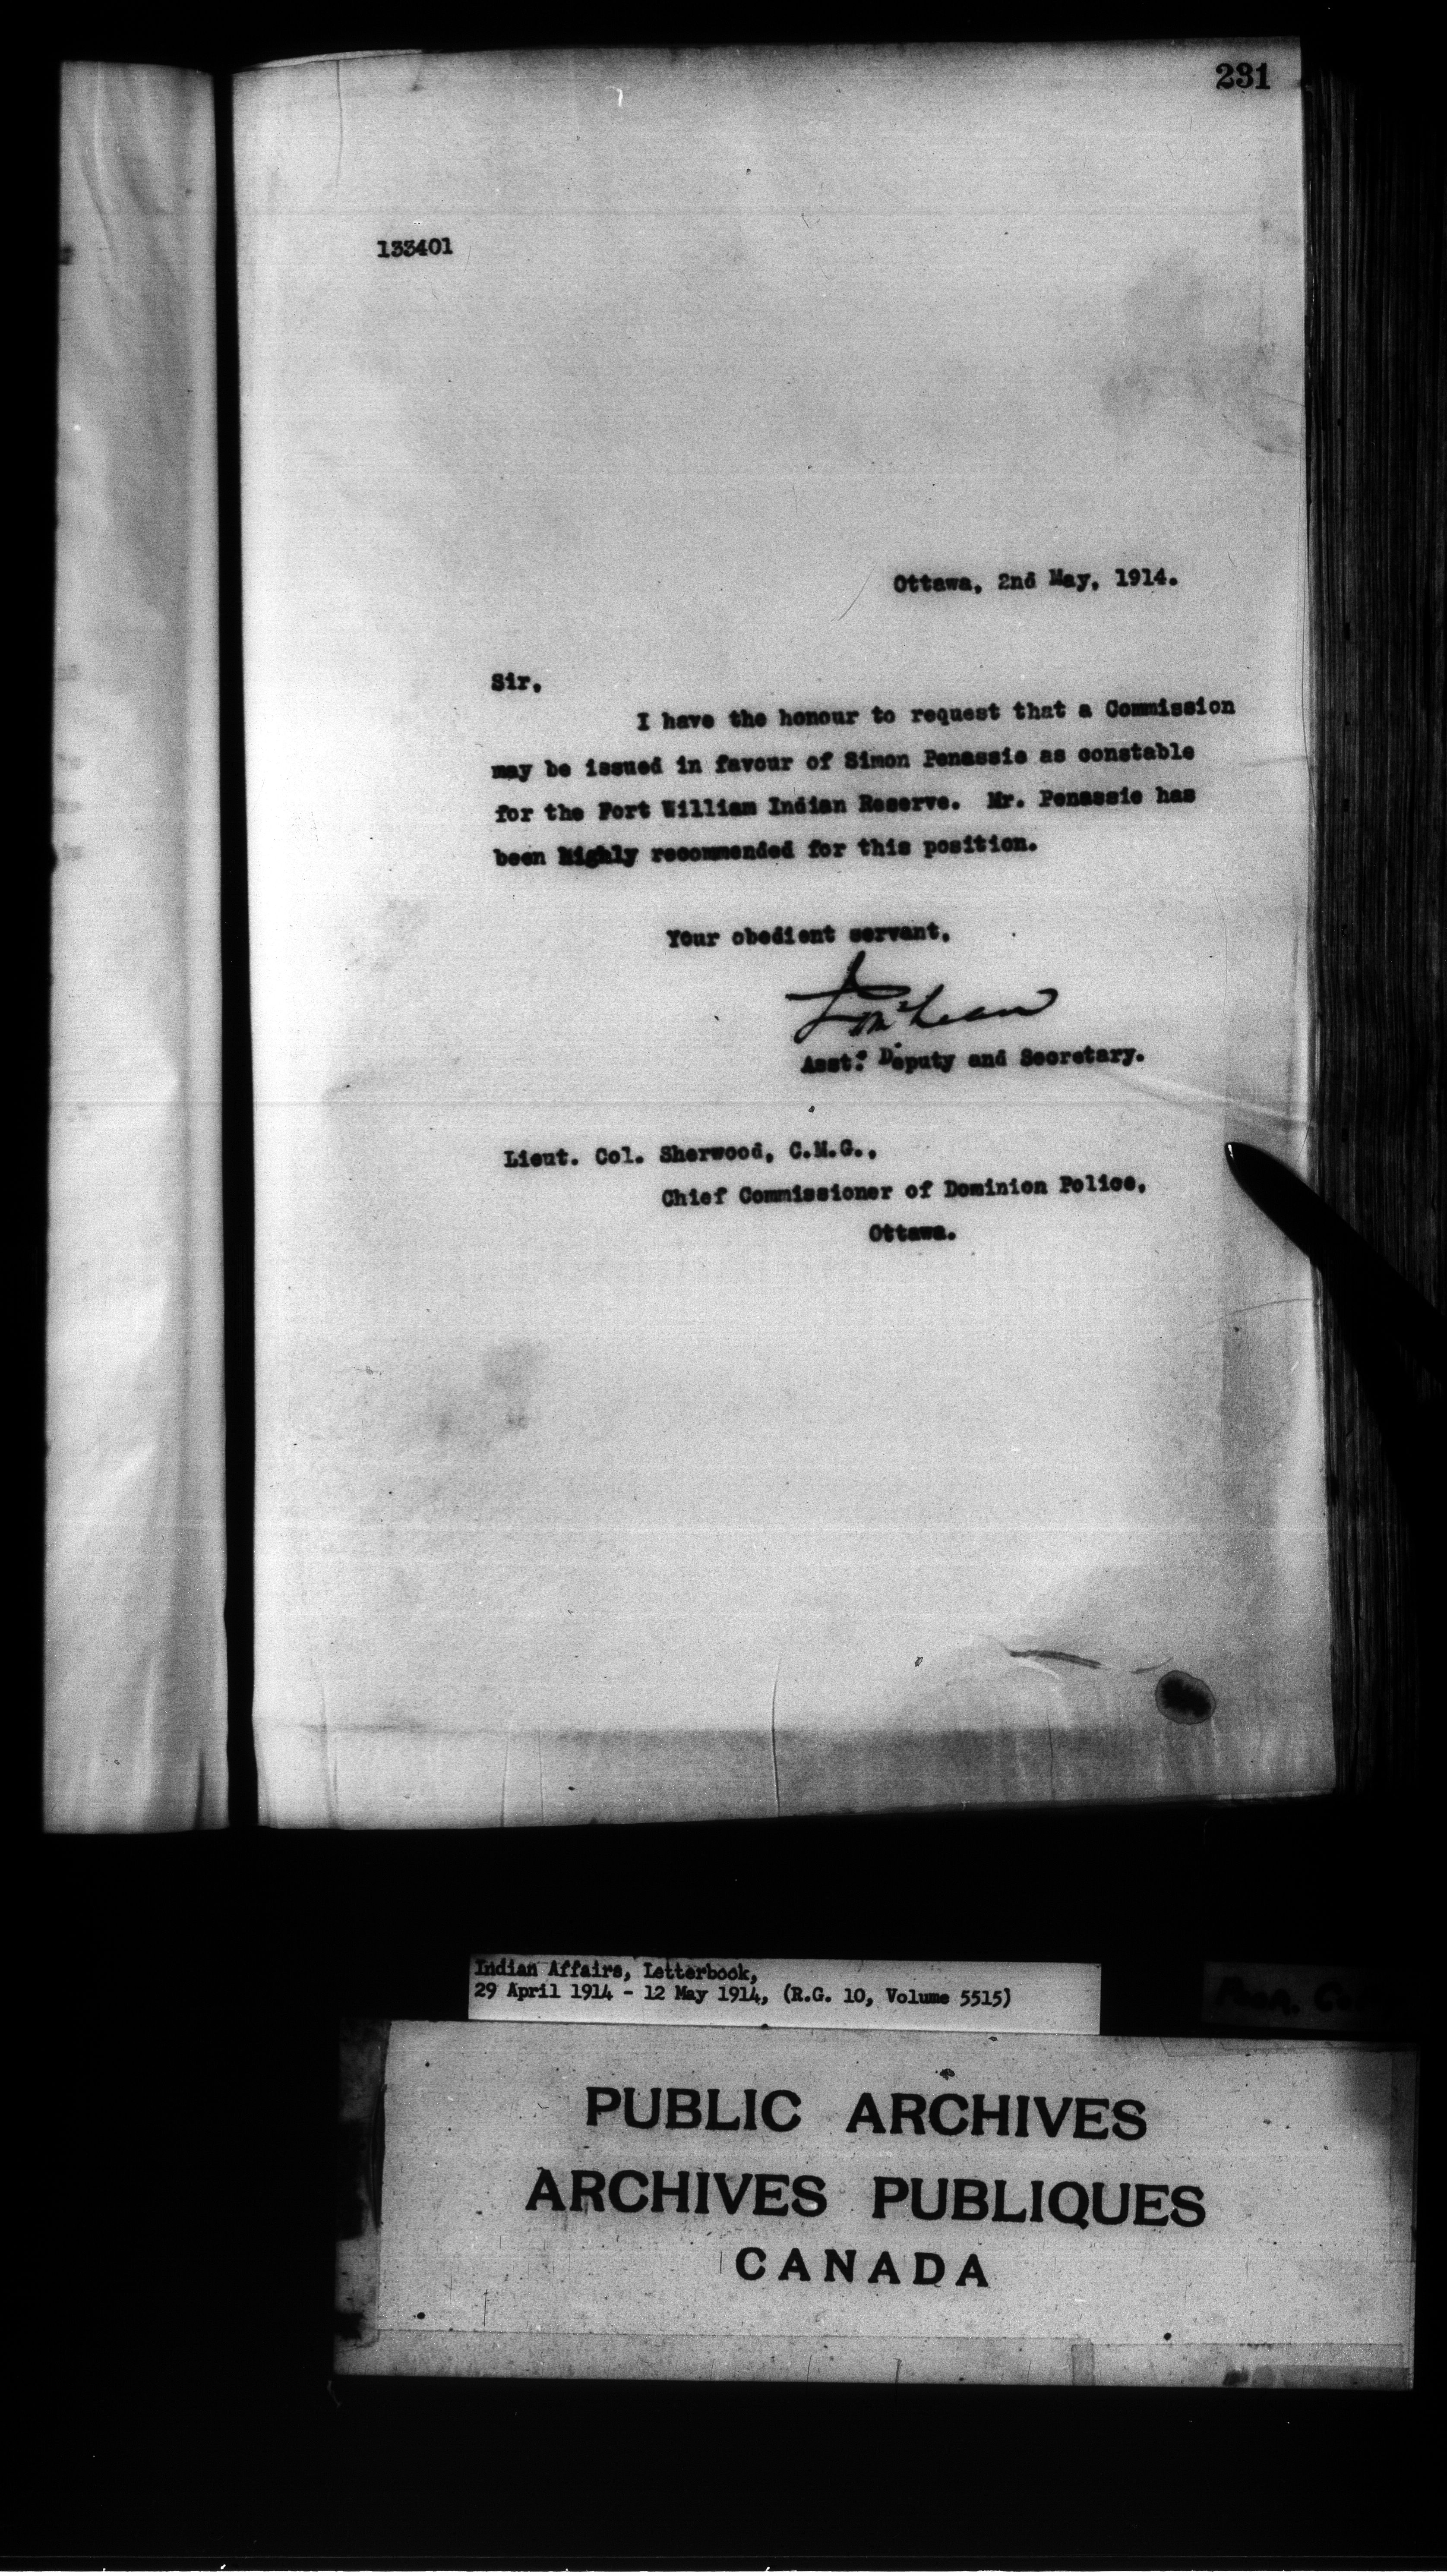 231
133401
Ottawa, 2nd May, 1914.
Sir,
I have the honour to request that a Commission
may be issued in favour of Simon Penassie as constable
for the Fort William Indian Reserve. Mr. Penassie has
been highly recommended for this position.
Your obedient servant,
J D McLean
Asst. Deputy and Secretary.
Lieut. Col. Sherwood, C.M.G.,
Chief Commissioner of Dominion Police,
Ottawa.
Indian Affairs, Letterbook,
29 April 1914 - 12 May 1914, (R.G. 10, Volume 5515)
PUBLIC ARCHIVES
ARCHIVES PUBLIQUES
CANADA